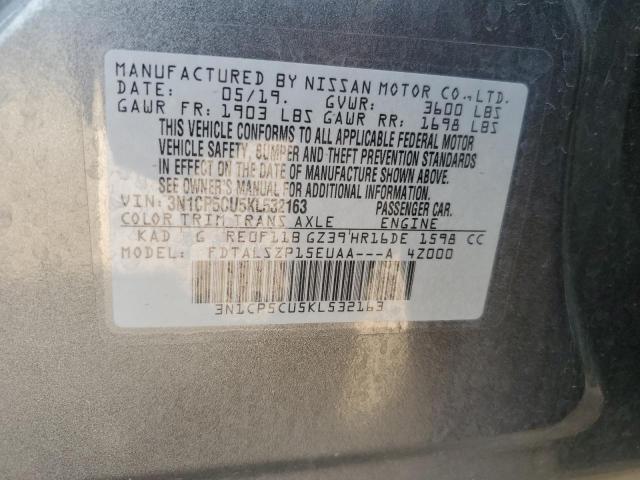 MANUFACTURED BY NISSAN MOTOR CO., LTD.
DATE: 05/19. GVWR: 3600 LBS
GAWR FR: 1903 LBS GAWR RR: 1698 LBS
THIS VEHICLE CONFORMS TO ALL APPLICABLE FEDERAL MOTOR
VEHICLE SAFETY, BUMPER AND THEFT PREVENTION STANDARDS
IN EFFECT ON THE DATE OF MANUFACTURE SHOWN ABOVE.
SEE OWNER'S MANUAL FOR ADDITIONAL INFORMATION.
VIN: 3N1CP5CU5KL532163 PASSENGER CAR.
COLOR TRIM TRANS AXLE ENGINE
KAD G RE0F11B GZ39 HR16DE 1598 CC
MODEL: FDTALSZP15EUAA---A 4Z000
3N1CP5CU5KL532163